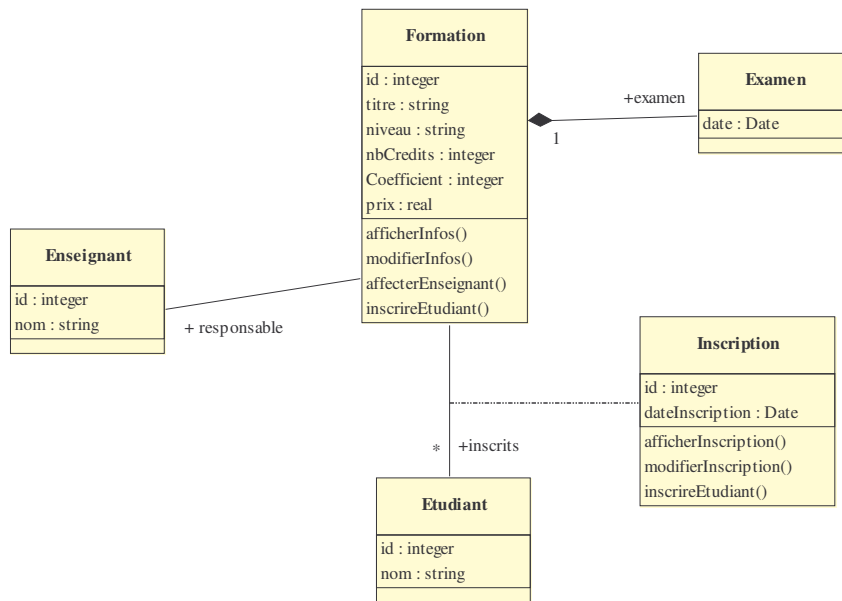 Formation
id : integer
titre : string
niveau : string
nbCredits : integer
Coefficient : integer
prix : real
afficherInfos()
modifierInfos()
affecterEnseignant()
inscrireEtudiant()
Examen
date : Date
+examen
1
Enseignant
id : integer
nom : string
+ responsable
Inscription
id : integer
dateInscription : Date
afficherInscription()
modifierInscription()
inscrireEtudiant()
* +inscrits
Etudiant
id : integer
nom : string